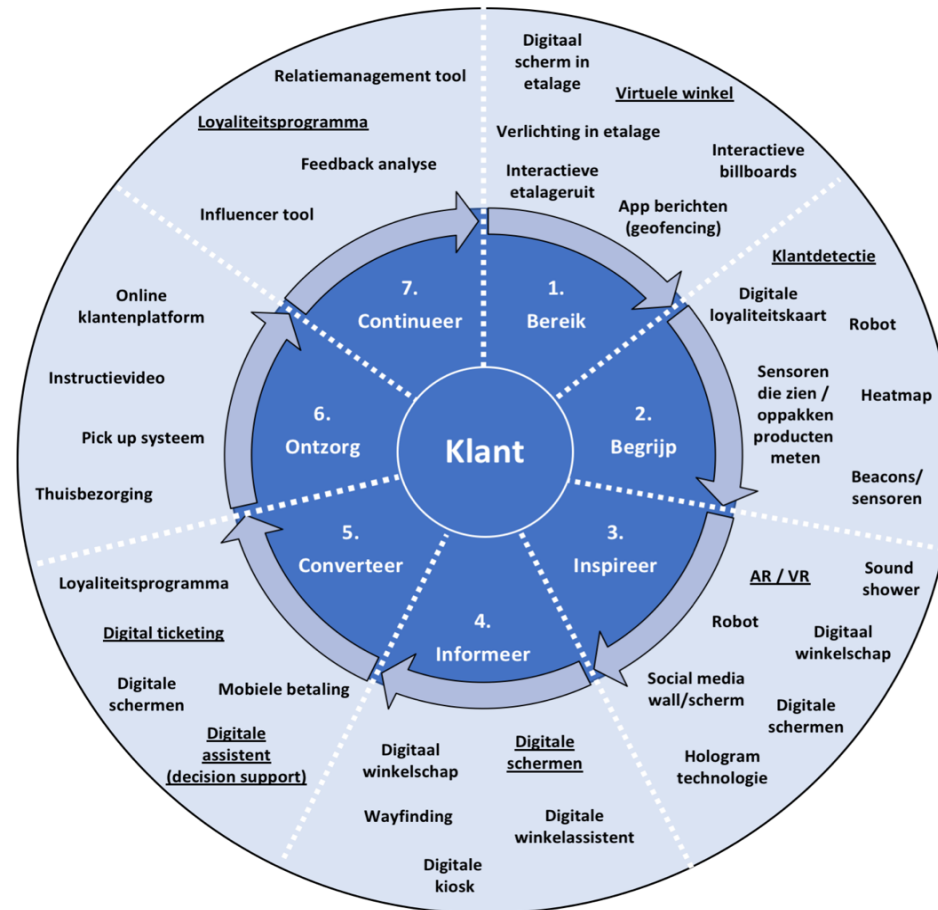 Klant
1.
Bereik
2.
Begrijp
3.
Inspireer
4.
Informeer
5.
Converteer
6.
Ontzorg
7.
Continueer
Digitaal
scherm in
etalage
Virtuele winkel
Verlichting in etalage
Interactieve
billboards
Interactieve
etalageruit
App berichten
(geofencing)
Klantdetectie
Digitale
loyaliteitskaart
Robot
Sensoren
die zien /
oppakken
producten
meten
Heatmap
Beacons/
sensoren
AR / VR
Sound
shower
Robot
Digitaal
winkelschap
Social media
wall/scherm
Digitale
schermen
Hologram
technologie
Digitaal
winkelschap
Digitale
schermen
Wayfinding
Digitale
winkelassistent
Digitale
kiosk
Loyaliteitsprogramma
Digital ticketing
Digitale
schermen
Mobiele betaling
Digitale
assistent
(decision support)
Online
klantenplatform
Instructievideo
Pick up systeem
Thuisbezorging
Relatiemanagement tool
Loyaliteitsprogramma
Feedback analyse
Influencer tool